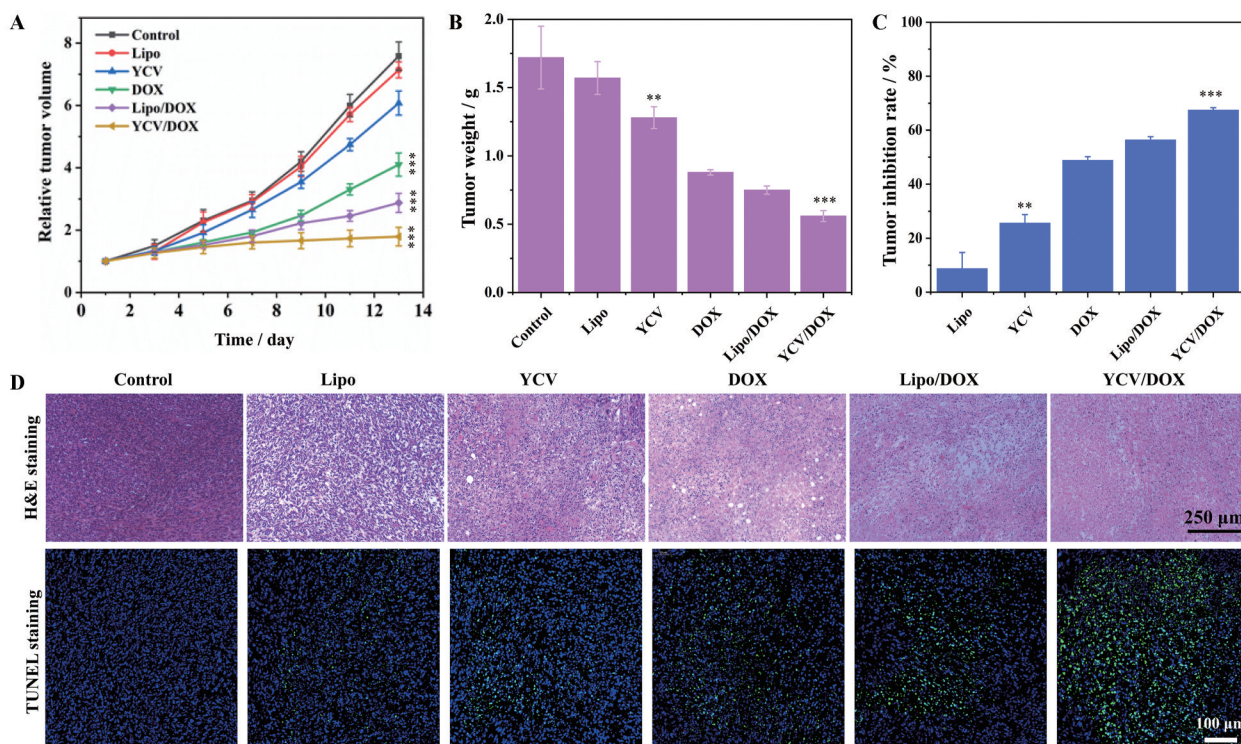 A
Control
Lipo
YCV
DOX
Lipo/DOX
YCV/DOX
Relative tumor volume
8
6
4
2
0
0 2 4 6 8 10 12 14
Time / day
***
***
***
B
Tumor weight / g
2.0
1.5
1.0
0.5
0.0
**
***
Control Lipo YCV DOX Lipo/DOX YCV/DOX
C
Tumor inhibition rate / %
100
80
60
40
20
0
**
***
Lipo YCV DOX Lipo/DOX YCV/DOX
D
Control Lipo YCV DOX Lipo/DOX YCV/DOX
H&E staining
250 μm
TUNEL staining
100 μm